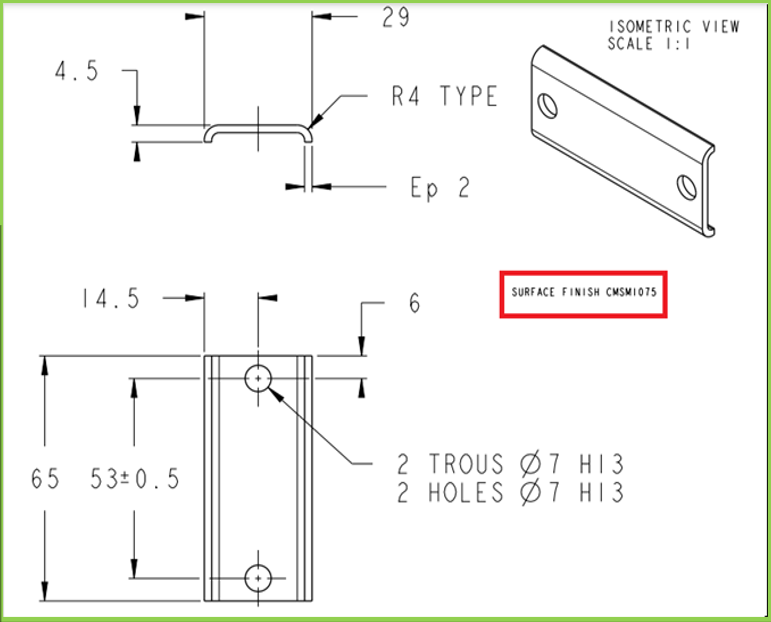 29
ISOMETRIC VIEW
SCALE 1:1
4.5
R4 TYPE
Ep 2
SURFACE FINISH CMSM1075
14.5
6
65
53±0.5
2 TROUS Ø7 H13
2 HOLES Ø7 H13